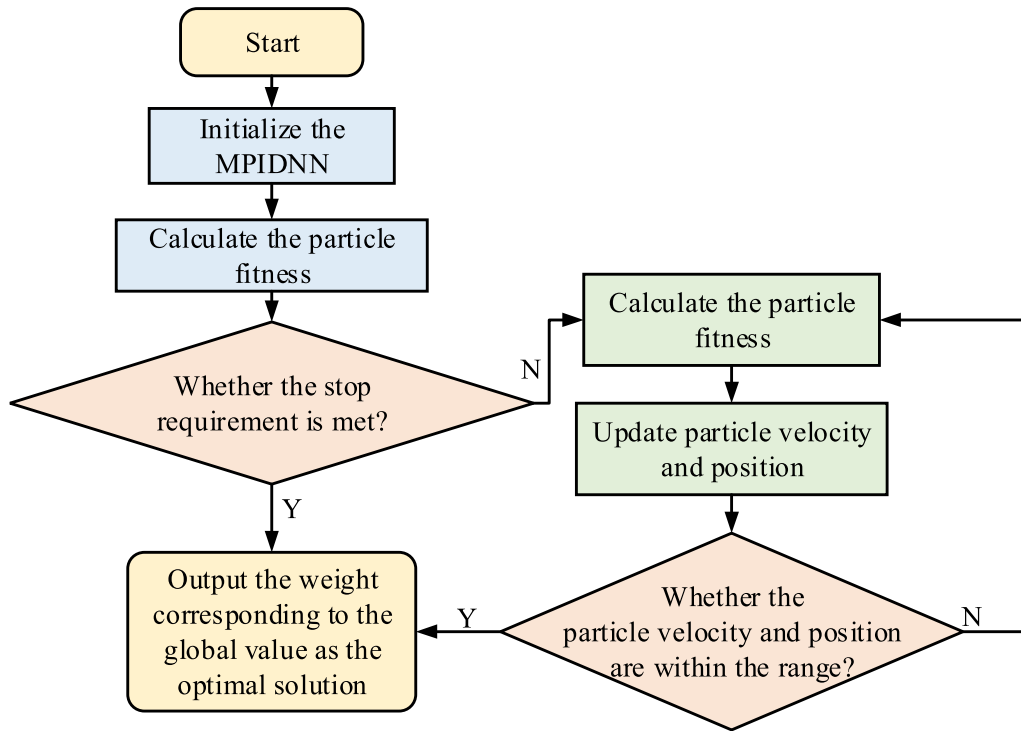 Start
Initialize the
MPIDNN
Calculate the particle
fitness
Whether the stop
requirement is met?
N
Y
Output the weight
corresponding to the
global value as the
optimal solution
Calculate the particle
fitness
Update particle velocity
and position
Whether the
particle velocity and position
are within the range?
Y
N